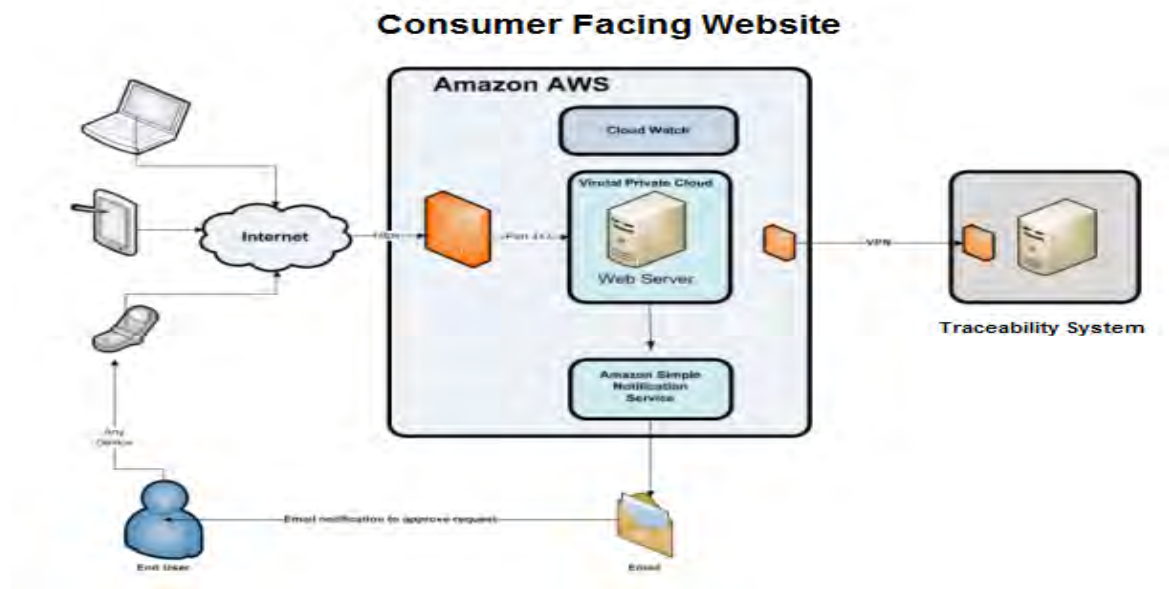 Consumer Facing Website
Amazon AWS
Cloud Watch
Virutal Private Cloud
Internet
Web Server
VPN
Traceability System
Amazon Simple
Notification
Service
Any
Device
Email notification to approve request
End User
Email